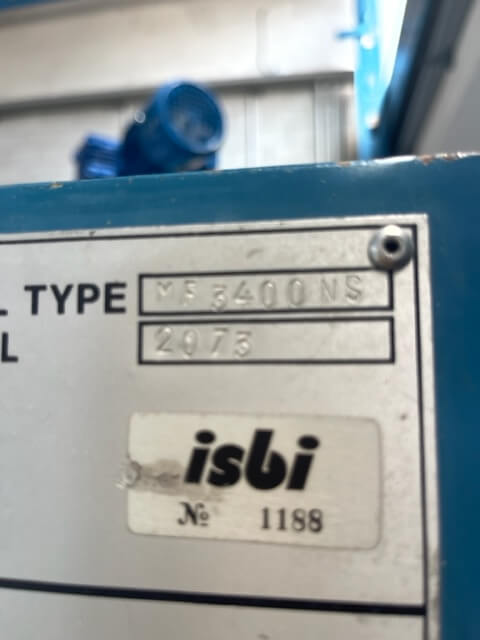 L TYPE MF3400NS
L 2073
isbi
№ 1188